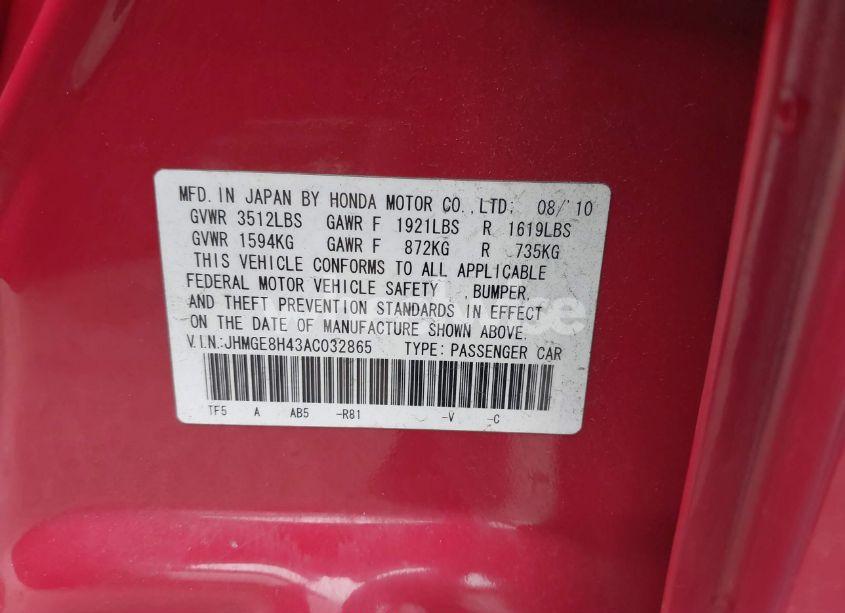 MFD. IN JAPAN BY HONDA MOTOR CO.,LTD. 08/'10
GVWR 3512LBS GAWR F 1921LBS R 1619LBS
GVWR 1594KG GAWR F 872KG R 735KG
THIS VEHICLE CONFORMS TO ALL APPLICABLE
FEDERAL MOTOR VEHICLE SAFETY ,BUMPER,
AND THEFT PREVENTION STANDARDS IN EFFECT
ON THE DATE OF MANUFACTURE SHOWN ABOVE.
V.I.N.:JHMGE8H43AC032865 TYPE:PASSENGER CAR
TF5 A AB5 -R81 -V -C